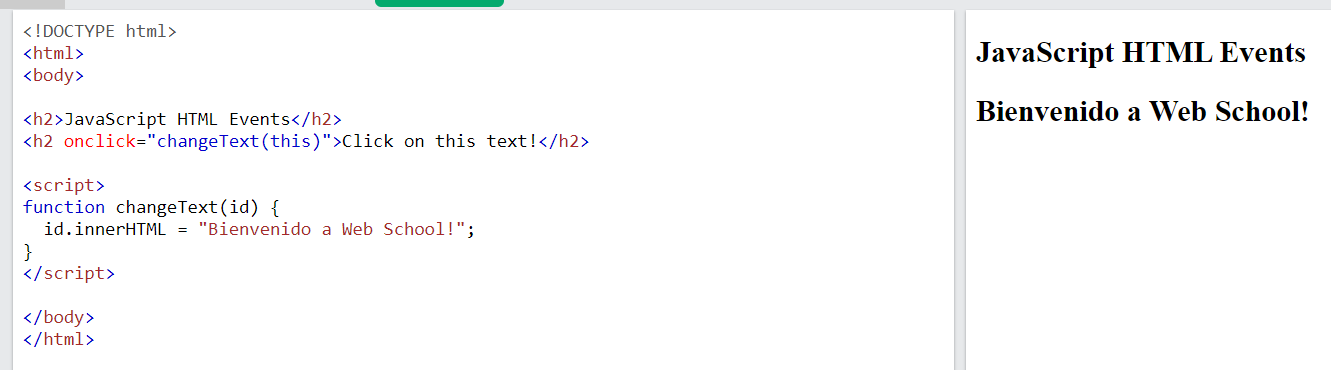 <!DOCTYPE html>
<html>
<body>
<h2>JavaScript HTML Events</h2>
<h2 onclick="changeText(this)">Click on this text!</h2>
<script>
function changeText(id) {
  id.innerHTML = "Bienvenido a Web School!";
}
</script>
</body>
</html>
JavaScript HTML Events
Bienvenido a Web School!